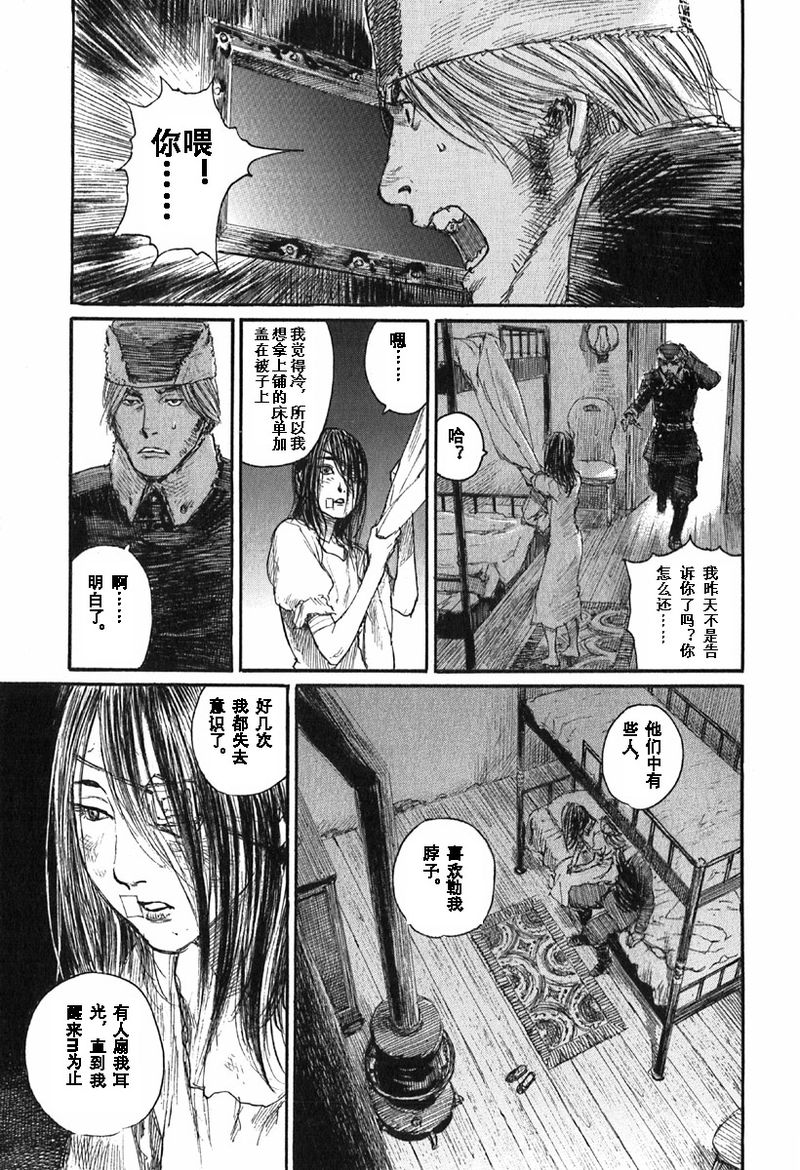 喂！
你……
我昨天不是告
诉你了吗？你
怎么还……
哈？
嗯……
我觉得冷，所以我
想拿上铺的床单加
盖在被子上
啊……
明白了。
他们中有
些人，
喜欢勒我
脖子。
好几次
我都失去
意识了。
有人扇我耳
光，直到我
醒来m为止